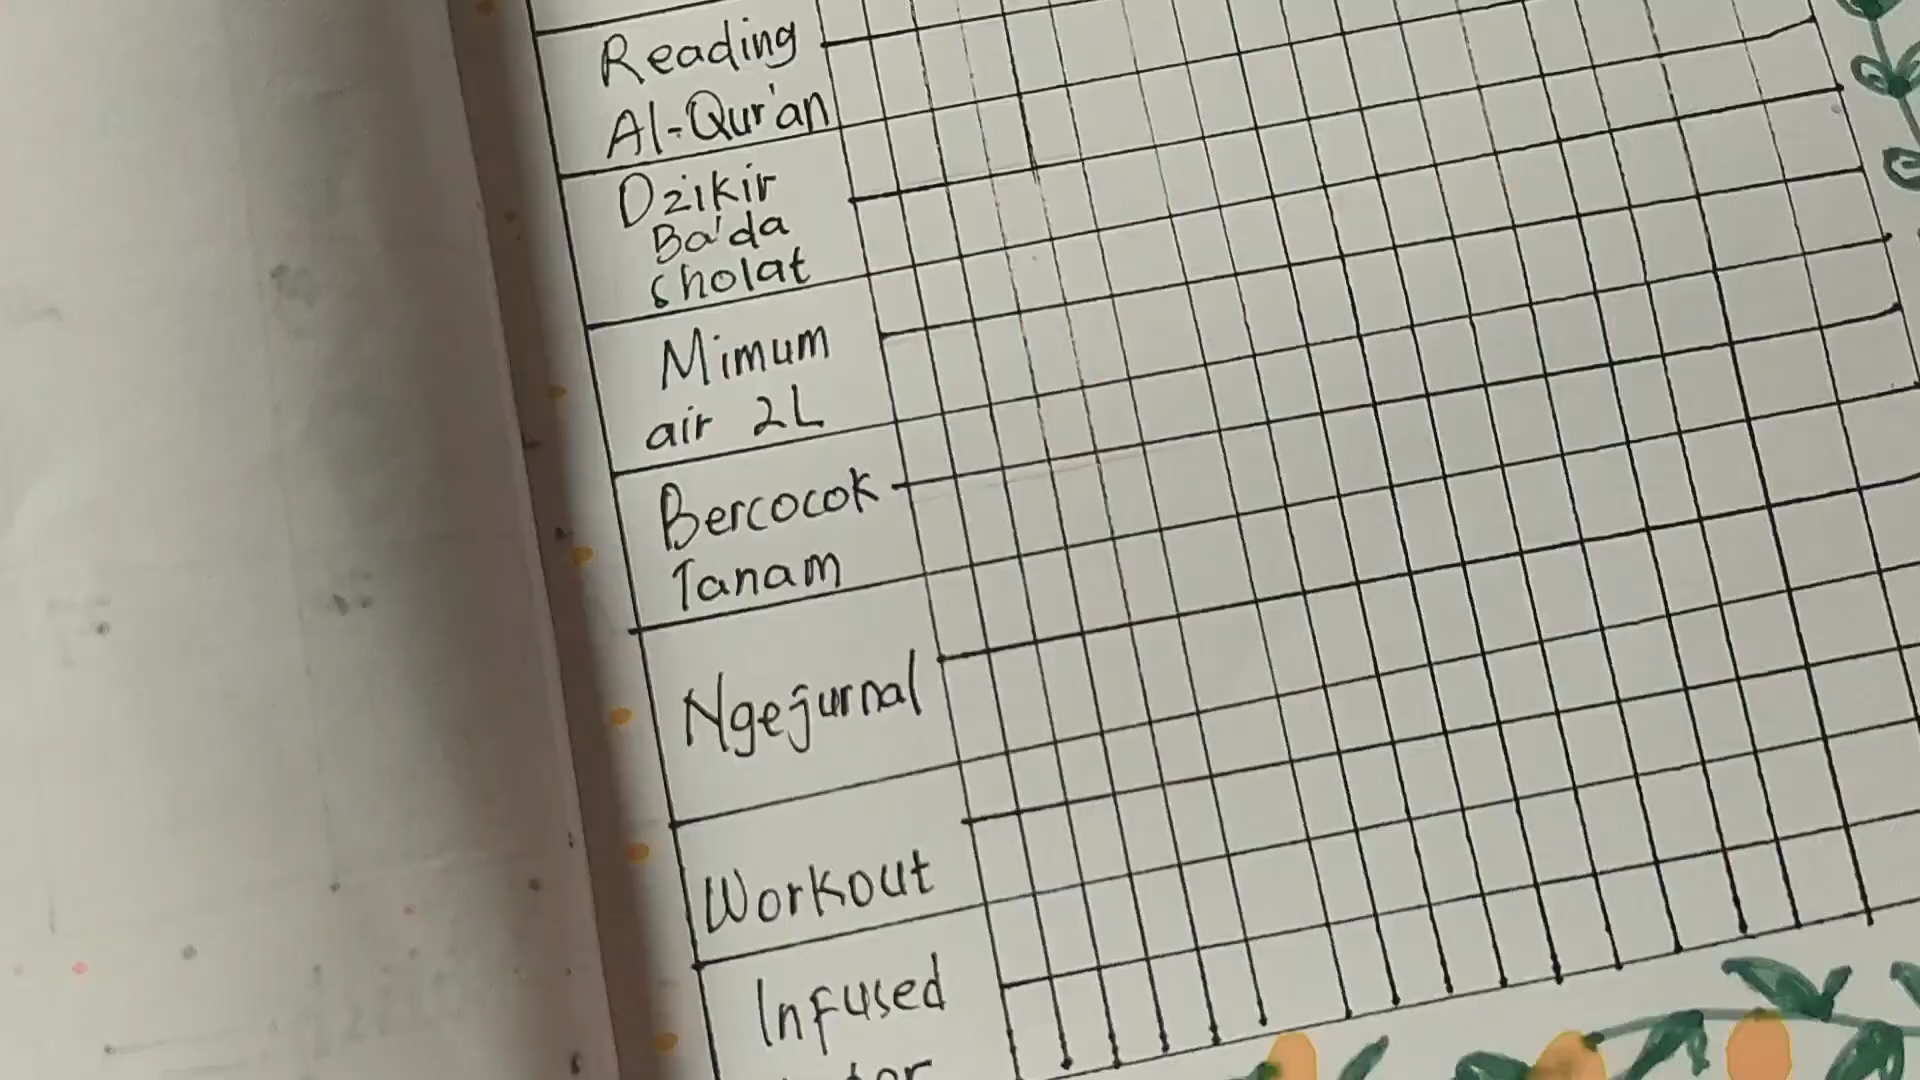 Reading
Al-Qur'an
Dzikir
Ba'da
sholat
Mimum
air 2L
Bercocok
Tanam
Ngejurnal
Workout
Infused